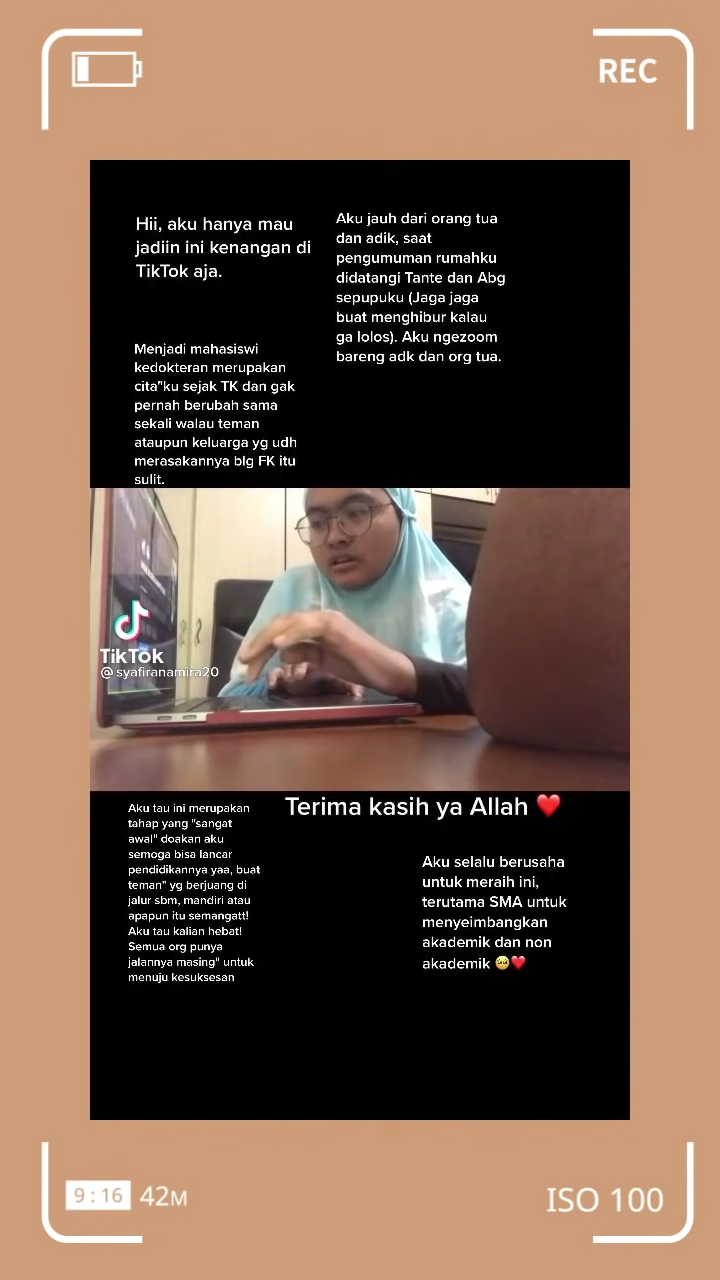 REC
Hii, aku hanya mau
jadiin ini kenangan di
TikTok aja.
Aku jauh dari orang tua
dan adik, saat
pengumuman rumahku
didatangi Tante dan Abg
sepupuku (Jaga jaga
buat menghibur kalau
ga lolos). Aku ngezoom
bareng adk dan org tua.
Menjadi mahasiswi
kedokteran merupakan
cita"ku sejak TK dan gak
pernah berubah sama
sekali walau teman
ataupun keluarga yg udh
merasakannya blg FK itu
sulit.
TikTok
@syafiranamira20
Terima kasih ya Allah ❤️
Aku tau ini merupakan
tahap yang "sangat
awal" doakan aku
semoga bisa lancar
pendidikannya yaa, buat
teman" yg berjuang di
jalur sbm, mandiri atau
apapun itu semangatt!
Aku tau kalian hebat!
Semua org punya
jalannya masing" untuk
menuju kesuksesan
Aku selalu berusaha
untuk meraih ini,
terutama SMA untuk
menyeimbangkan
akademik dan non
akademik 🥹❤️
9:16 42M
ISO 100